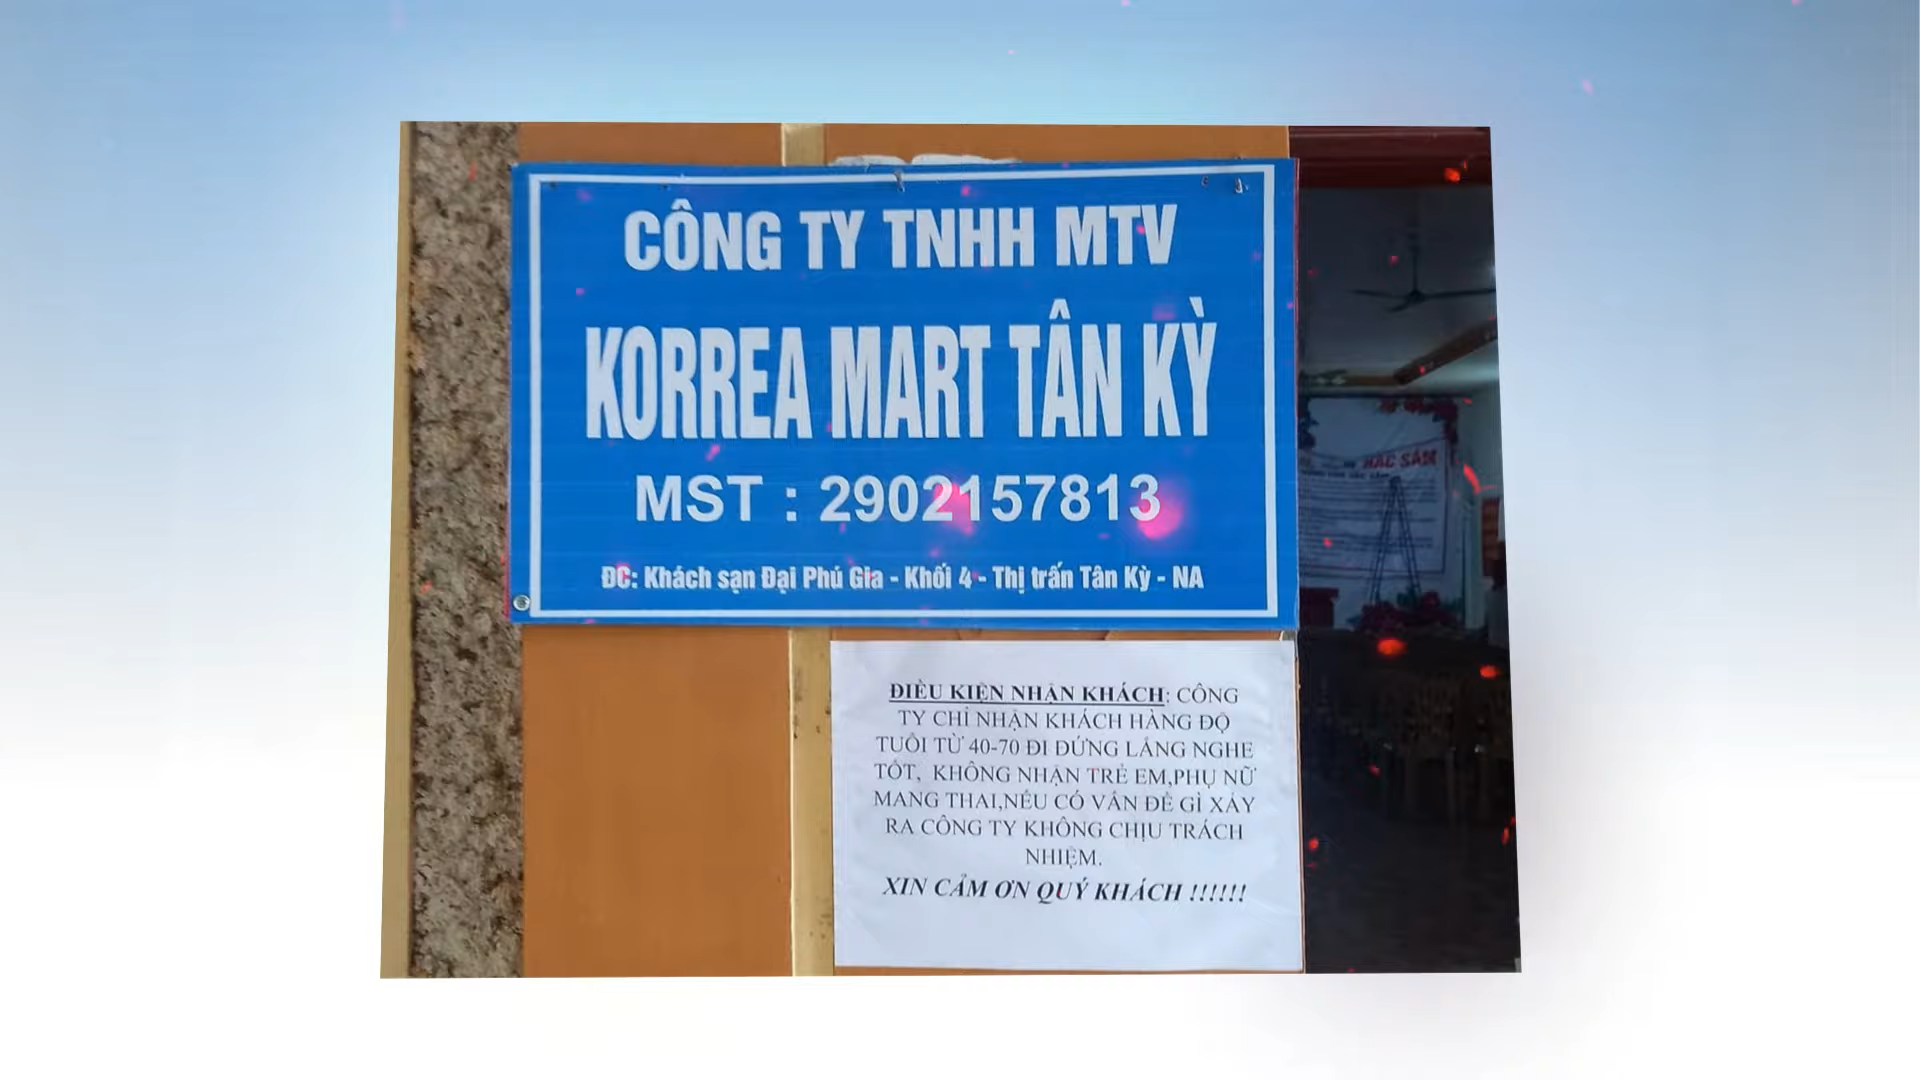 CÔNG TY TNHH MTV
KORREA MART TÂN KỲ
MST : 2902157813
ĐC: Khách sạn Đại Phú Gia - Khối 4 - Thị trấn Tân Kỳ - NA
HẮC SÂM
ĐIỀU KIỆN NHẬN KHÁCH: CÔNG
TY CHỈ NHẬN KHÁCH HÀNG ĐỘ
TUỔI TỪ 40-70 ĐI ĐỨNG LẮNG NGHE
TỐT, KHÔNG NHẬN TRẺ EM,PHỤ NỮ
MANG THAI,NẾU CÓ VẤN ĐỀ GÌ XẢY
RA CÔNG TY KHÔNG CHỊU TRÁCH
NHIỆM.
XIN CẢM ƠN QUÝ KHÁCH !!!!!!